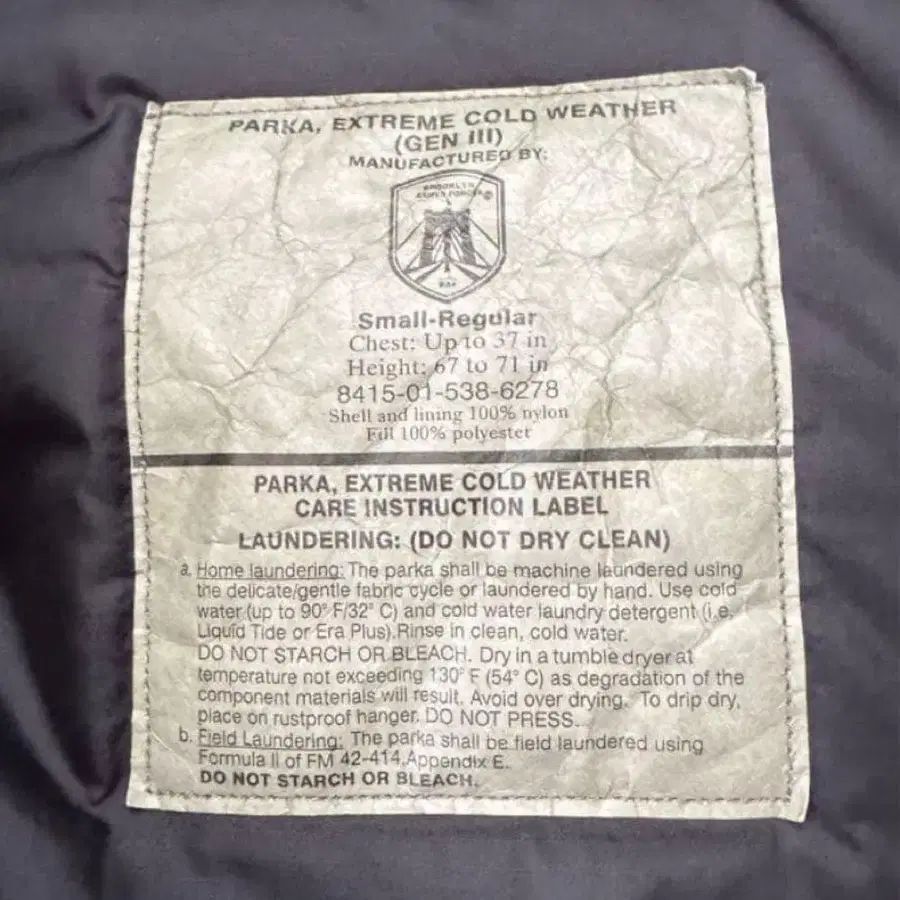 PARKA, EXTREME COLD WEATHER
(GEN III)
MANUFACTURED BY:
BROOKLYN
Small-Regular
Chest: Up to 37 in
Height: 67 to 71 in
8415-01-538-6278
Shell and lining 100% nylon
Fill 100% polyester
PARKA, EXTREME COLD WEATHER
CARE INSTRUCTION LABEL
LAUNDERING: (DO NOT DRY CLEAN)
a. Home laundering: The parka shall be machine laundered using
the delicate/gentle fabric cycle or laundered by hand. Use cold
water (up to 90° F/32° C) and cold water laundry detergent (i.e.
Liquid Tide or Era Plus).Rinse in clean, cold water.
DO NOT STARCH OR BLEACH. Dry in a tumble dryer at
temperature not exceeding 130° F (54° C) as degradation of the
component materials will result. Avoid over drying. To drip dry,
place on rustproof hanger. DO NOT PRESS.
b. Field Laundering: The parka shall be field laundered using
Formula II of FM 42-414,Appendix E.
DO NOT STARCH OR BLEACH.